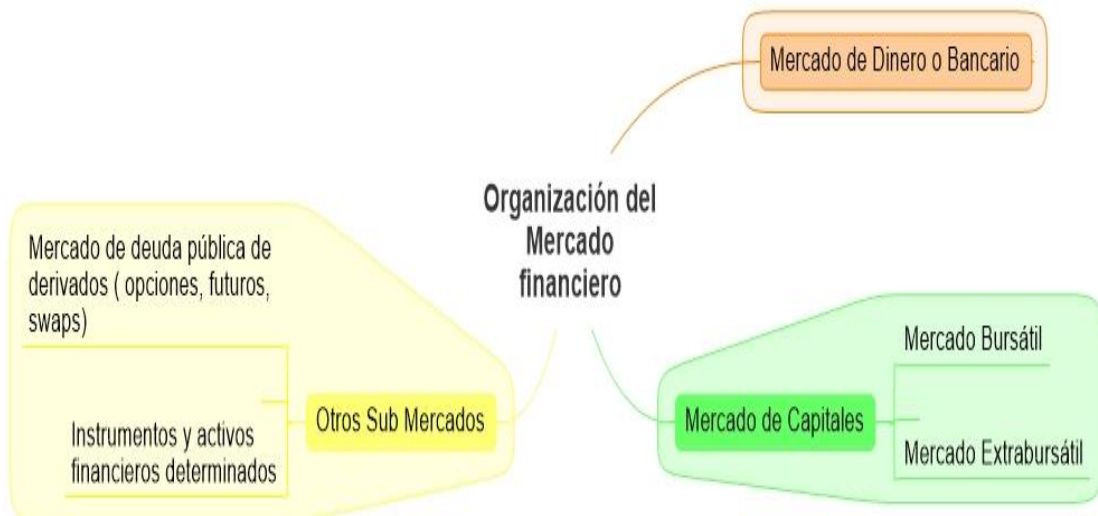 Organización del
Mercado
financiero
Mercado de Dinero o Bancario
Mercado de Capitales
Mercado Bursátil
Mercado Extrabursátil
Otros Sub Mercados
Mercado de deuda pública de
derivados ( opciones, futuros,
swaps)
Instrumentos y activos
financieros determinados